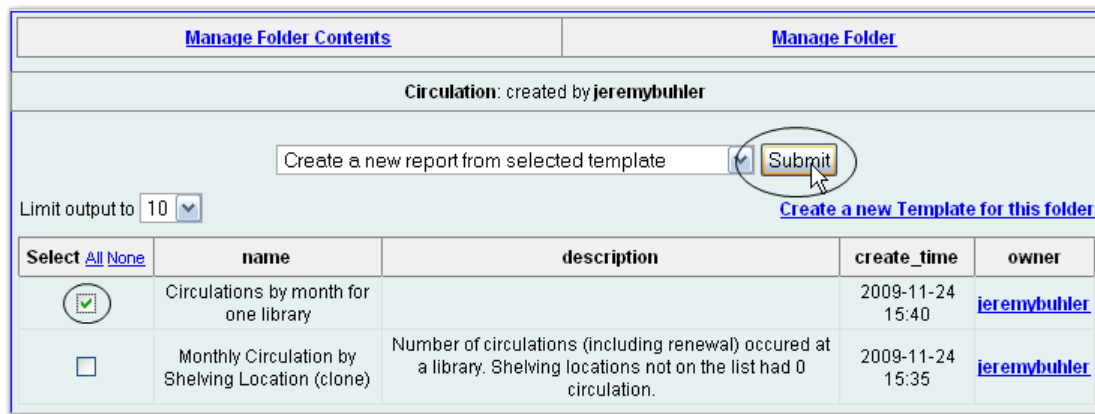 Manage Folder Contents
Manage Folder
Circulation: created by jeremybuhler
Create a new report from selected template
Submit
Limit output to 10
Create a new Template for this folder
Select All None
name
description
create_time
owner
Circulations by month for
one library
2009-11-24
15:40
jeremybuhler
Monthly Circulation by
Shelving Location (clone)
Number of circulations (including renewal) occured at
a library. Shelving locations not on the list had 0
circulation.
2009-11-24
15:35
jeremybuhler